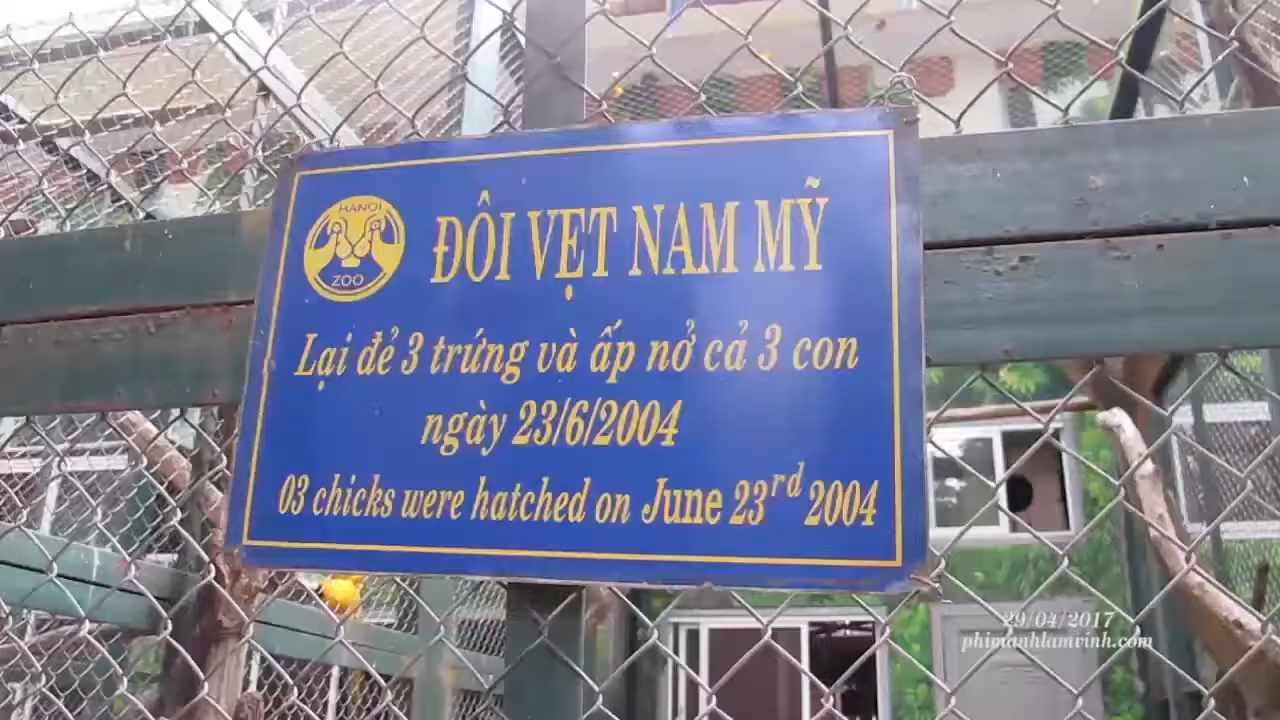 HANOI
ZOO
ĐÔI VẸT NAM MỸ
Lại đẻ 3 trứng và ấp nở cả 3 con
ngày 23/6/2004
03 chicks were hatched on June 23rd 2004
29/04/2017
phimanhlamvinh.com